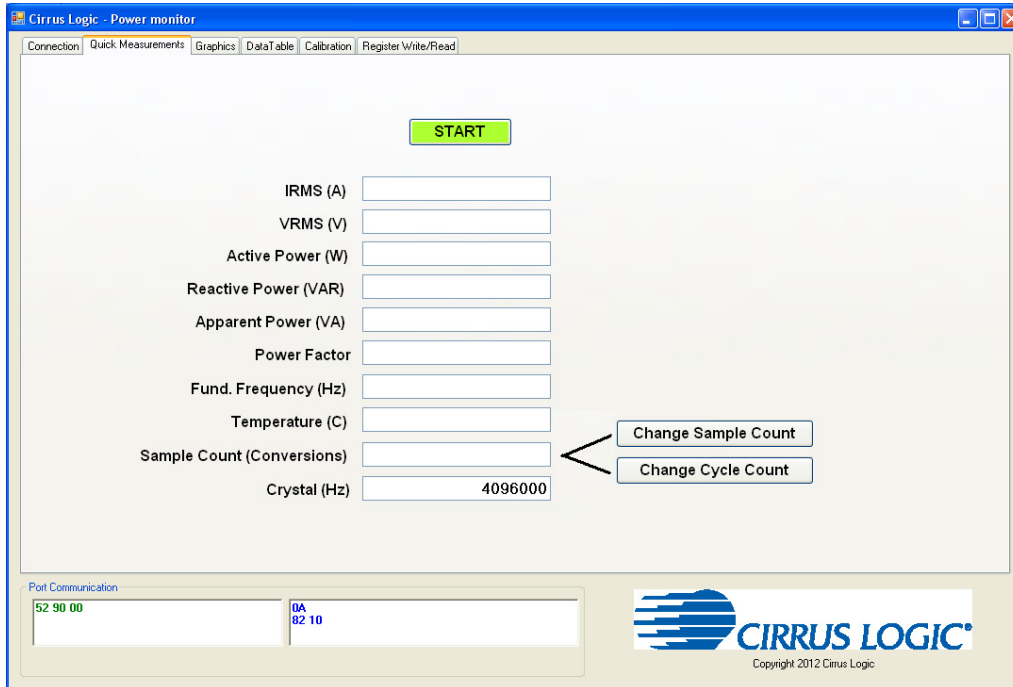 Cirrus Logic - Power monitor
Connection Quick Measurements Graphics DataTable Calibration Register Write/Read
START
IRMS (A)
VRMS (V)
Active Power (W)
Reactive Power (VAR)
Apparent Power (VA)
Power Factor
Fund. Frequency (Hz)
Temperature (C)
Change Sample Count
Sample Count (Conversions)
Change Cycle Count
Crystal (Hz) 4096000
Port Communication
52 90 00
0A
82 10
CIRRUS LOGIC®
Copyright 2012 Cirrus Logic